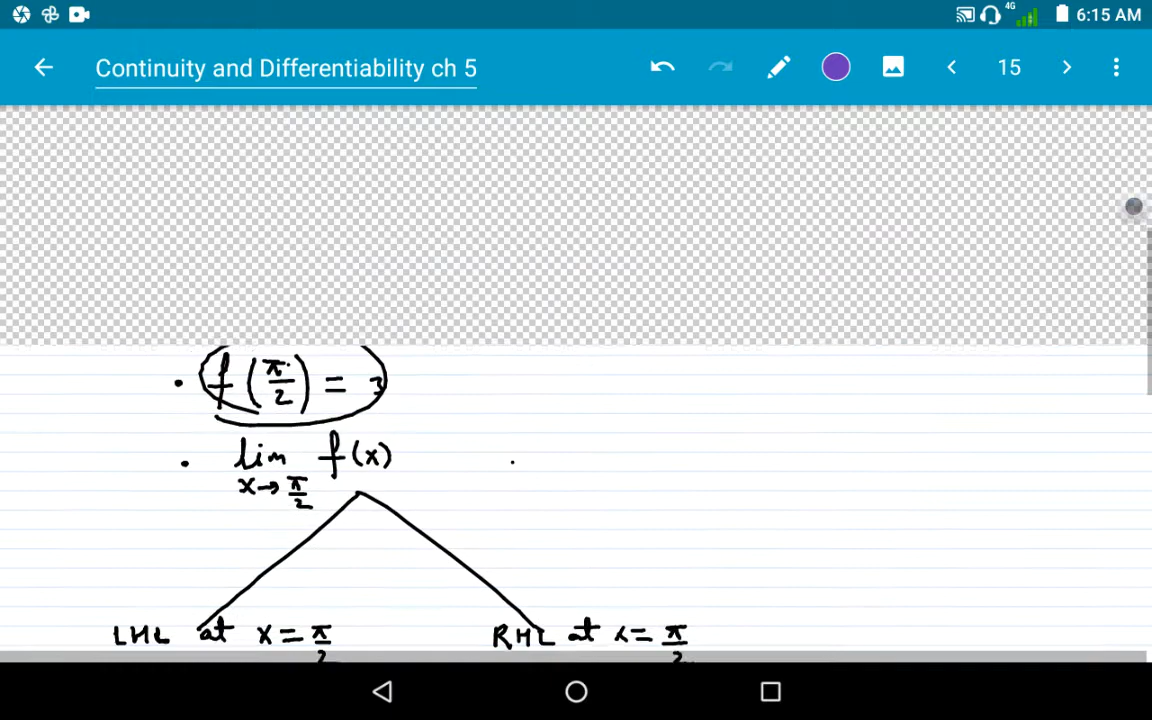 4G 6:15 AM
Continuity and Differentiability ch 5 15
• f(π/2) = 3
• lim x→π/2 f(x)
LHL at x = π/2 RHL at x = π/2